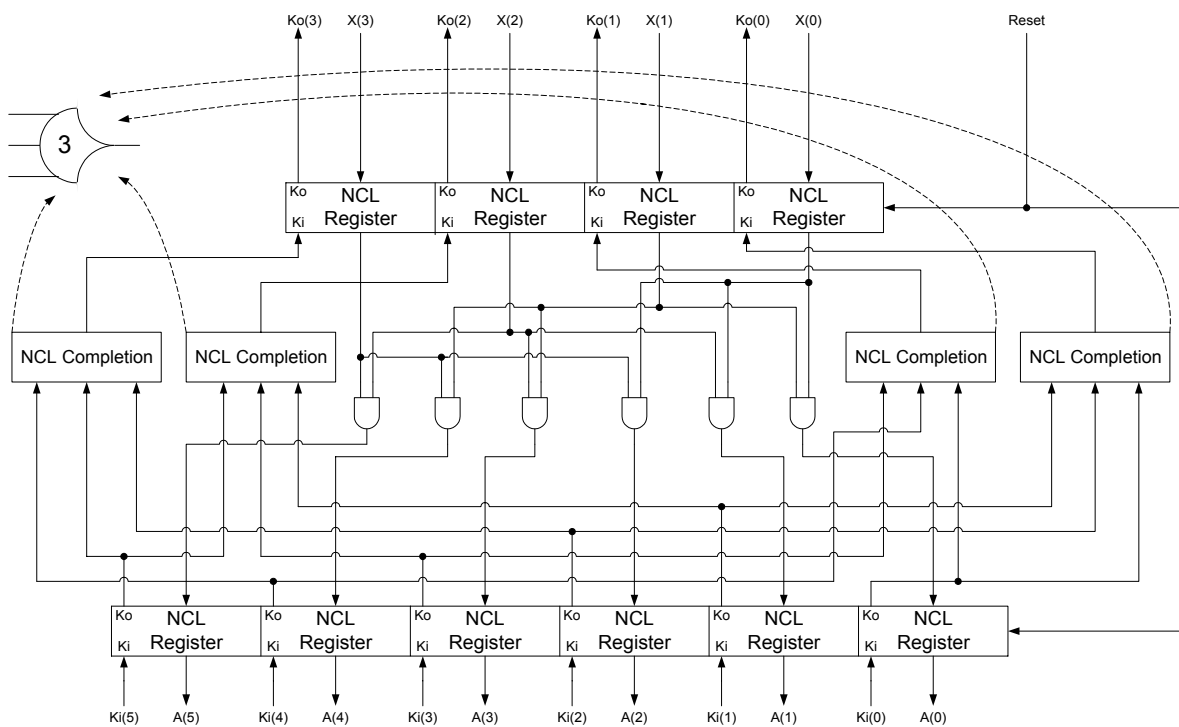 Ko(3) X(3) Ko(2) X(2) Ko(1) X(1) Ko(0) X(0) Reset
3
Ko NCL Register Ki
Ko NCL Register Ki
Ko NCL Register Ki
Ko NCL Register Ki
NCL Completion
NCL Completion
NCL Completion
NCL Completion
Ko NCL Register Ki
Ko NCL Register Ki
Ko NCL Register Ki
Ko NCL Register Ki
Ko NCL Register Ki
Ko NCL Register Ki
Ki(5) A(5) Ki(4) A(4) Ki(3) A(3) Ki(2) A(2) Ki(1) A(1) Ki(0) A(0)